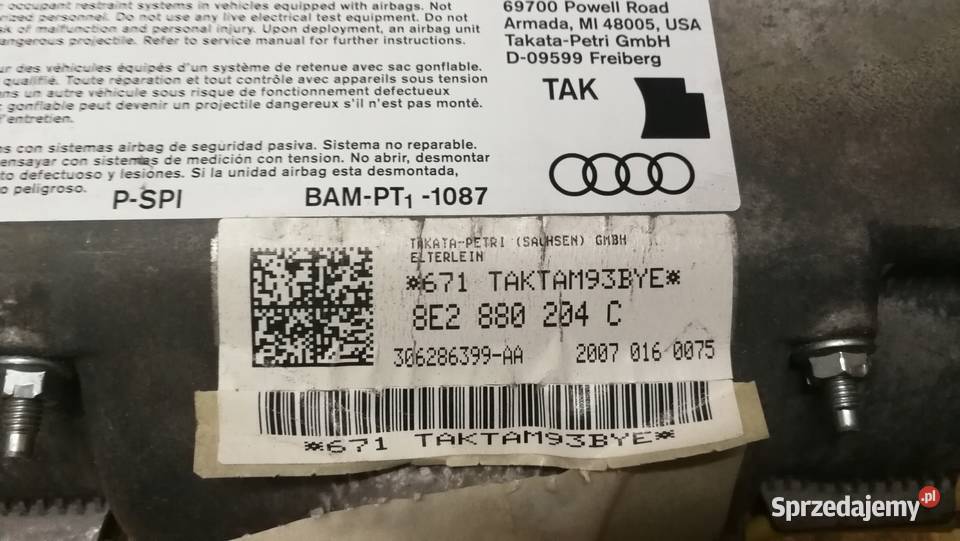 occupant restraint systems in vehicles equipped with airbags. Not
personnel. Do not use any live electrical test equipment. Do not
of malfunction and personal injury. Upon deployment, an airbag unit
projectile. Refer to service manual for further instructions.
des véhicules équipés d'un système de retenue avec sac gonflable.
qualifié. Toute réparation et tout contrôle avec appareils sous tension
un autre véhicule sous risque de fonctionnement defectueux
gonflable peut devenir un projectile dangereux s'il n'est pas monté.
d'entretien.
con sistemas airbag de seguridad pasiva. Sistema no reparable.
ensayar con sistemas de medición con tension. No abrir, desmontar
defectuoso y lesiones. Si la unidad airbag esta desmontada,
peligroso.
P-SPI
BAM-PT1 -1087
69700 Powell Road
Armada, MI 48005, USA
Takata-Petri GmbH
D-09599 Freiberg
TAK
TAKATA-PETRI (SACHSEN) GMBH
ELTERLEIN
*671 TAKTAM93BYE*
8E2 880 204 C
306286399-AA 2007 016 0075
*671 TAKTAM93BYE*
Sprzedajemy .pl